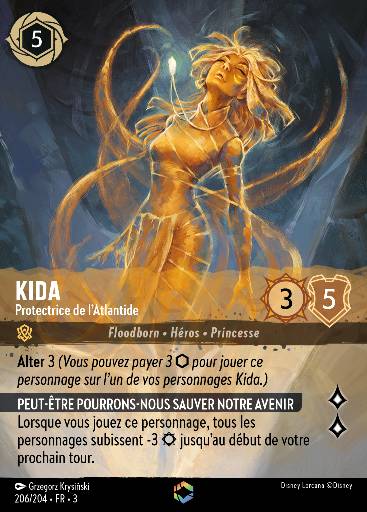 5
KIDA
Protectrice de l'Atlantide
3
5
Floodborn • Héros • Princesse
Alter 3 (Vous pouvez payer 3 pour jouer ce
personnage sur l'un de vos personnages Kida.)
PEUT-ÊTRE POURRONS-NOUS SAUVER NOTRE AVENIR
Lorsque vous jouez ce personnage, tous les
personnages subissent -3 jusqu'au début de votre
prochain tour.
Grzegorz Krysiński
Disney Lorcana ©Disney
206/204 • FR • 3